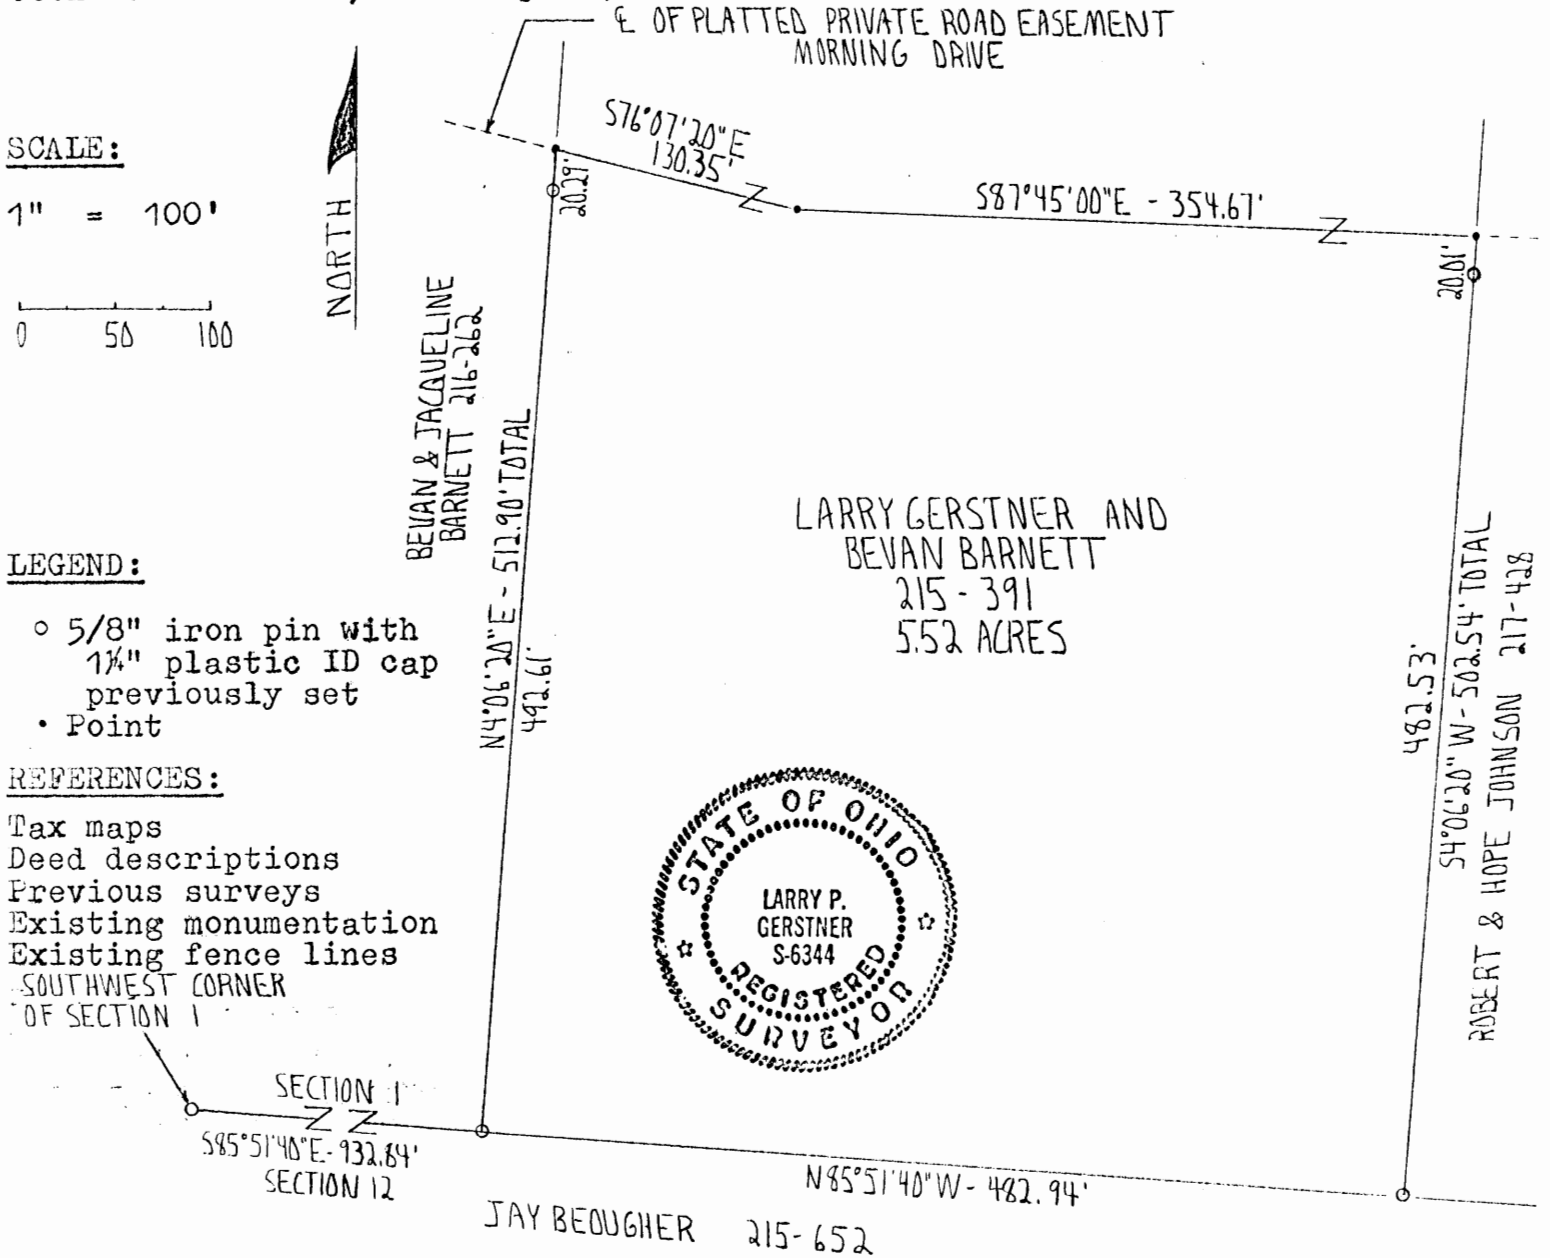 ℄ OF PLATTED PRIVATE ROAD EASEMENT
MORNING DRIVE
S76°07'20"E
130.35'
S87°45'00"E - 354.67'
20.29'
20.01'
SCALE:
1" = 100'
0 50 100
NORTH
BEVAN & JACQUELINE
BARNETT 216-262
N4°06'20"E - 512.90' TOTAL
492.61'
LARRY GERSTNER AND
BEVAN BARNETT
215 - 391
5.52 ACRES
482.53'
S4°06'20" W - 502.54' TOTAL
ROBERT & HOPE JOHNSON 217-428
LEGEND:
○ 5/8" iron pin with
1¼" plastic ID cap
previously set
• Point
REFERENCES:
Tax maps
Deed descriptions
Previous surveys
Existing monumentation
Existing fence lines
STATE OF OHIO
LARRY P.
GERSTNER
S-6344
REGISTERED
SURVEYOR
SOUTHWEST CORNER
OF SECTION 1
SECTION 1
S85°51'40"E - 932.84'
SECTION 12
N85°51'40"W - 482.94'
JAY BEOUGHER 215-652